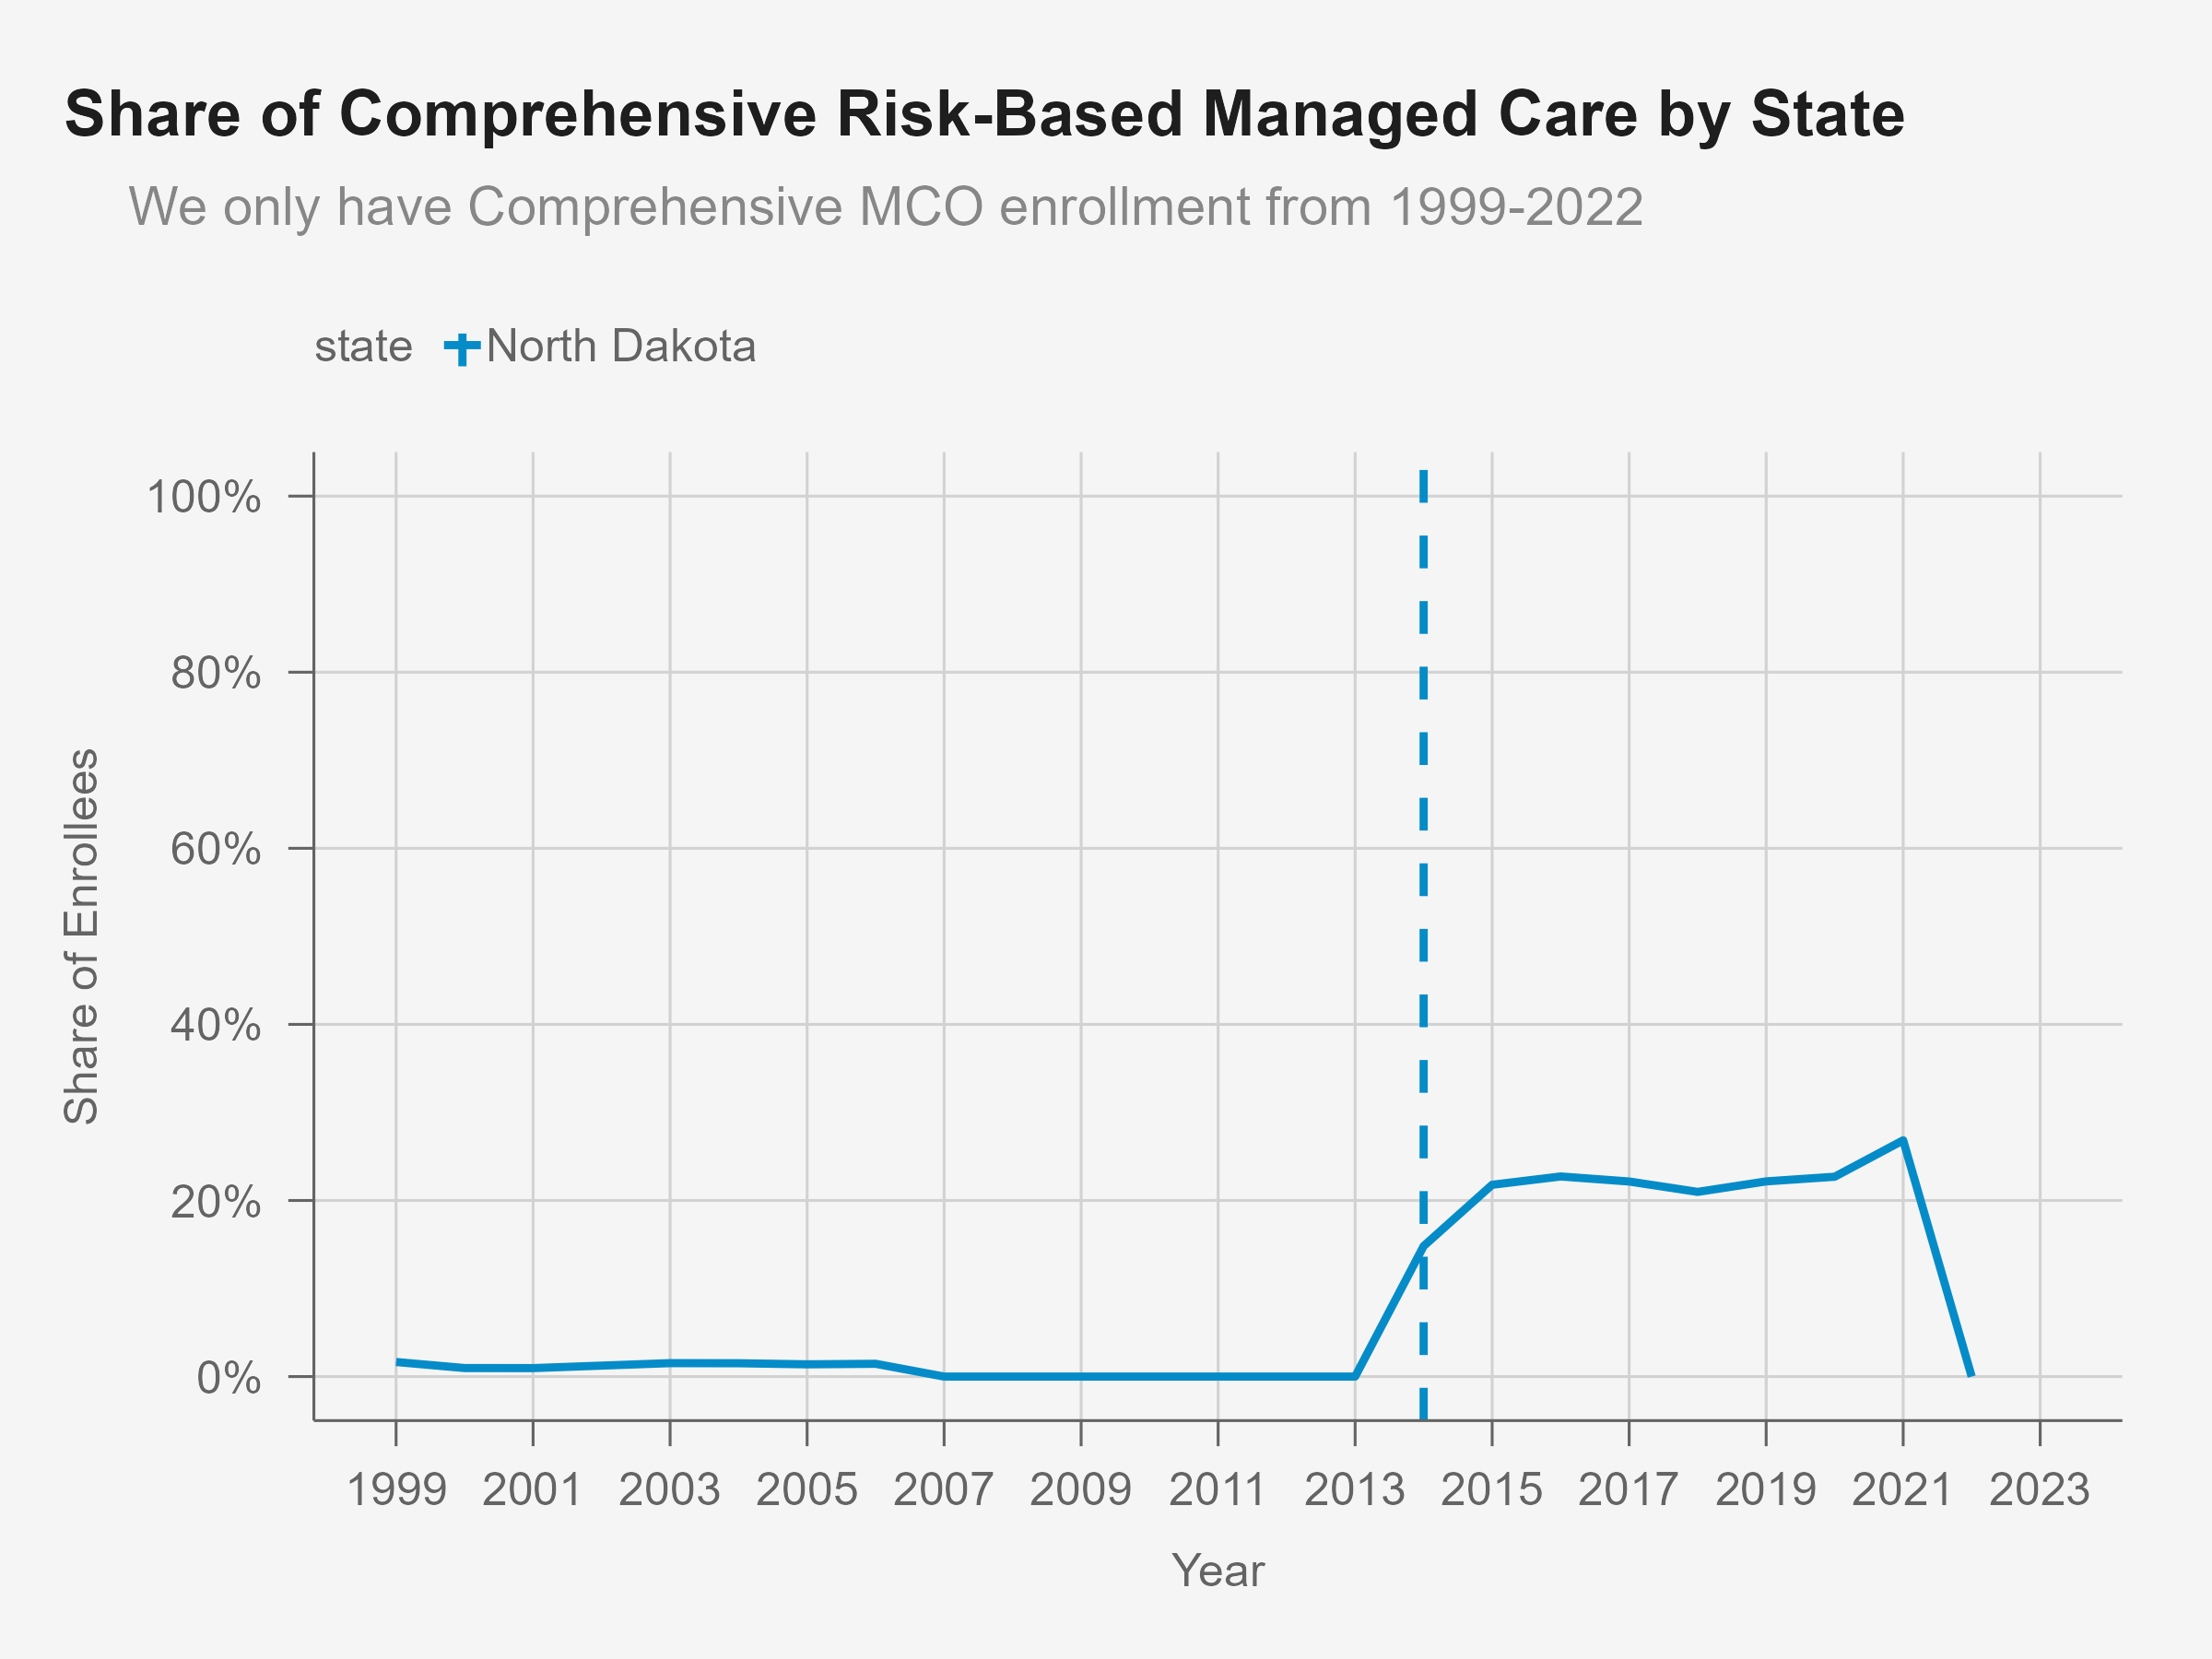 Share of Comprehensive Risk-Based Managed Care by State
We only have Comprehensive MCO enrollment from 1999-2022
state North Dakota
100%
80%
60%
40%
20%
0%
Share of Enrollees
1999 2001 2003 2005 2007 2009 2011 2013 2015 2017 2019 2021 2023
Year